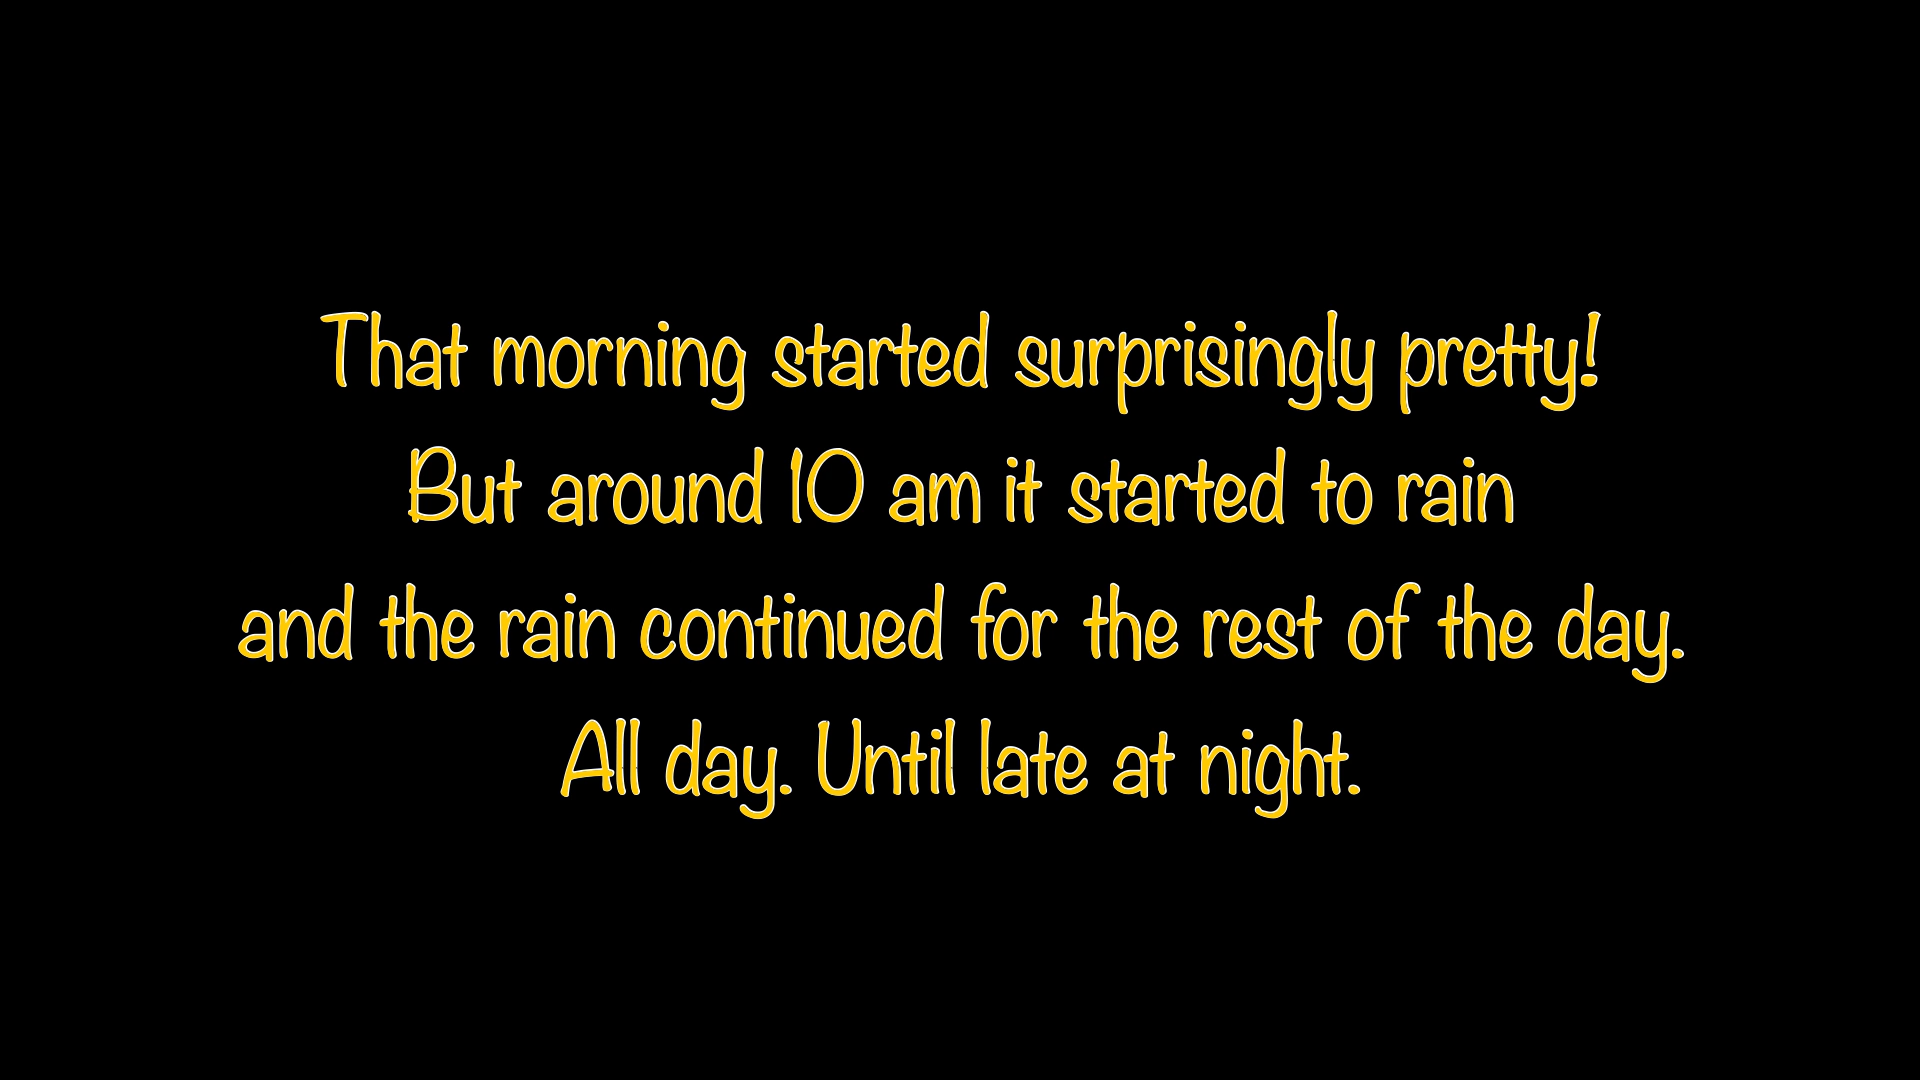 That morning started surprisingly pretty!
But around 10 am it started to rain
and the rain continued for the rest of the day.
All day. Until late at night.